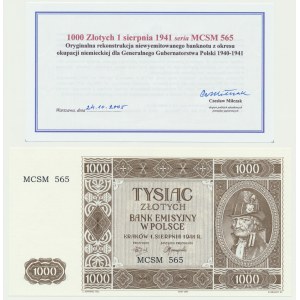 1000 Złotych 1 sierpnia 1941 seria MCSM 565
Oryginalna rekonstrukcja niewyemitowanego banknotu z okresu
okupacji niemieckiej dla Generalnego Gubernatorstwa Polski 1940-1941
Warszawa, dnia 24.10.2005
Czesław Miłczak
1000
1000
MCSM 565
TYSIĄC
ZŁOTYCH
BANK EMISYJNY
W POLSCE
KRAKÓW 1. SIERPNIA 1941 R.
MCSM 565
1000
1000